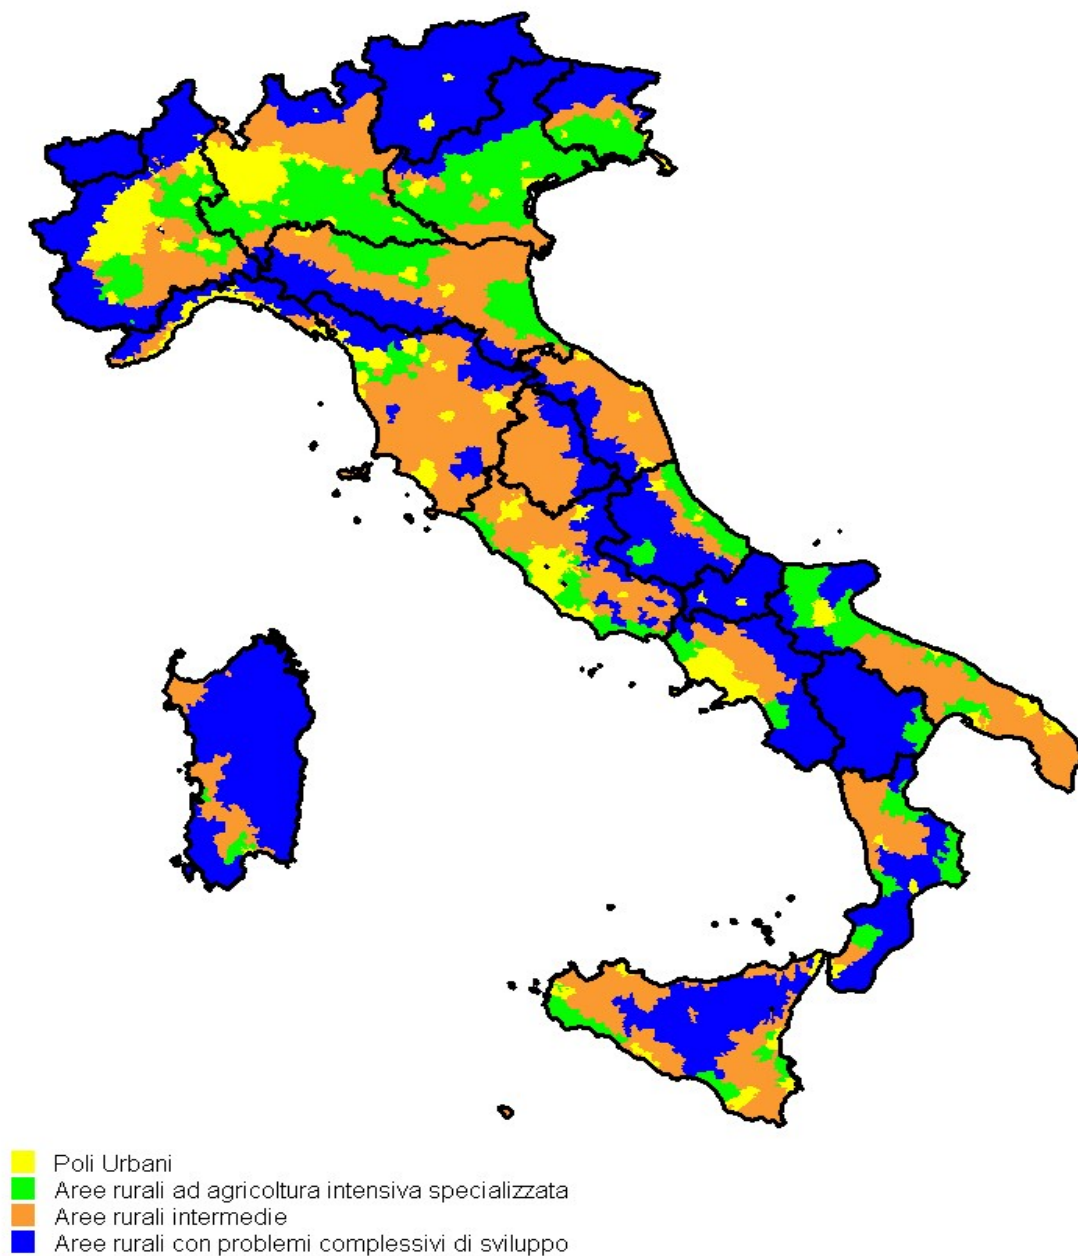 Poli Urbani
Aree rurali ad agricoltura intensiva specializzata
Aree rurali intermedie
Aree rurali con problemi complessivi di sviluppo